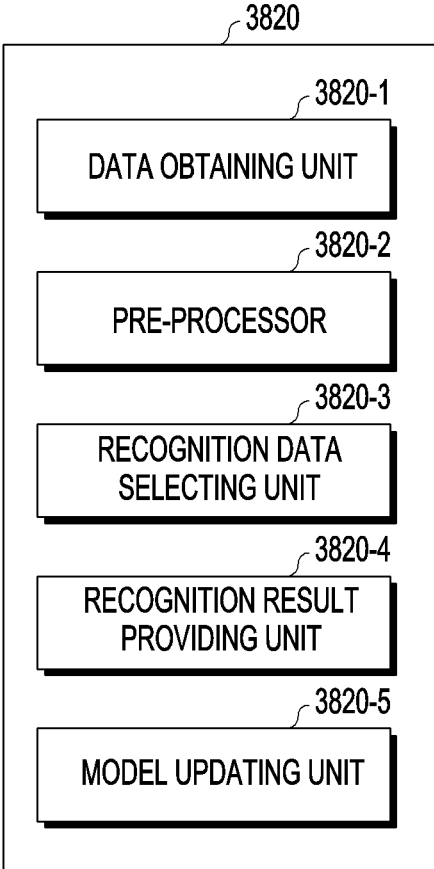 3820
3820-1
DATA OBTAINING UNIT
3820-2
PRE-PROCESSOR
3820-3
RECOGNITION DATA
SELECTING UNIT
3820-4
RECOGNITION RESULT
PROVIDING UNIT
3820-5
MODEL UPDATING UNIT